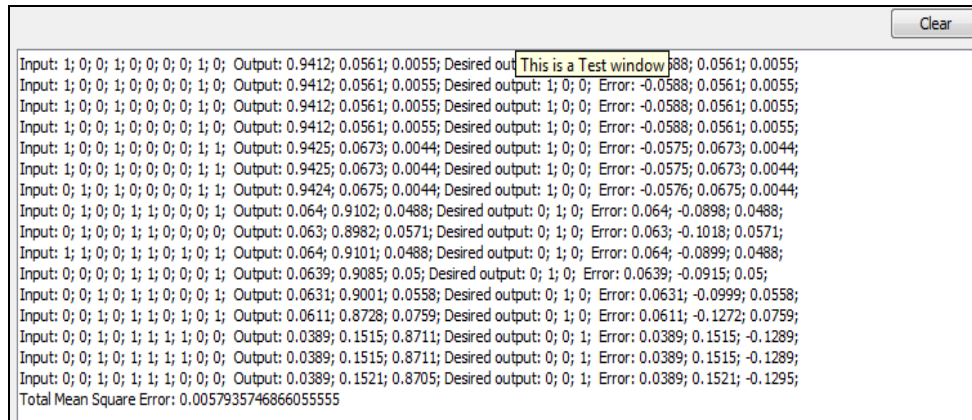 Clear
Input: 1; 0; 0; 1; 0; 0; 0; 0; 1; 0; Output: 0.9412; 0.0561; 0.0055; Desired out This is a Test window 588; 0.0561; 0.0055;
Input: 1; 0; 0; 1; 0; 0; 0; 0; 1; 0; Output: 0.9412; 0.0561; 0.0055; Desired output: 1; 0; 0; Error: -0.0588; 0.0561; 0.0055;
Input: 1; 0; 0; 1; 0; 0; 0; 0; 1; 0; Output: 0.9412; 0.0561; 0.0055; Desired output: 1; 0; 0; Error: -0.0588; 0.0561; 0.0055;
Input: 1; 0; 0; 1; 0; 0; 0; 0; 1; 0; Output: 0.9412; 0.0561; 0.0055; Desired output: 1; 0; 0; Error: -0.0588; 0.0561; 0.0055;
Input: 1; 0; 0; 1; 0; 0; 0; 0; 1; 1; Output: 0.9425; 0.0673; 0.0044; Desired output: 1; 0; 0; Error: -0.0575; 0.0673; 0.0044;
Input: 1; 0; 0; 1; 0; 0; 0; 0; 1; 1; Output: 0.9425; 0.0673; 0.0044; Desired output: 1; 0; 0; Error: -0.0575; 0.0673; 0.0044;
Input: 0; 1; 0; 1; 0; 0; 0; 0; 1; 1; Output: 0.9424; 0.0675; 0.0044; Desired output: 1; 0; 0; Error: -0.0576; 0.0675; 0.0044;
Input: 0; 1; 0; 0; 1; 1; 0; 0; 0; 1; Output: 0.064; 0.9102; 0.0488; Desired output: 0; 1; 0; Error: 0.064; -0.0898; 0.0488;
Input: 0; 1; 0; 0; 1; 1; 0; 0; 1; 1; Output: 0.063; 0.8982; 0.0571; Desired output: 0; 1; 0; Error: 0.063; -0.1018; 0.0571;
Input: 1; 1; 0; 0; 1; 1; 0; 0; 0; 1; Output: 0.064; 0.9101; 0.0488; Desired output: 0; 1; 0; Error: 0.064; -0.0899; 0.0488;
Input: 0; 0; 0; 0; 1; 1; 0; 0; 0; 1; Output: 0.0639; 0.9085; 0.05; Desired output: 0; 1; 0; Error: 0.0639; -0.0915; 0.05;
Input: 0; 0; 1; 0; 1; 1; 0; 0; 0; 1; Output: 0.0631; 0.9001; 0.0558; Desired output: 0; 1; 0; Error: 0.0631; -0.0999; 0.0558;
Input: 0; 0; 1; 0; 1; 1; 0; 1; 0; 1; Output: 0.0611; 0.8728; 0.0759; Desired output: 0; 1; 0; Error: 0.0611; -0.1272; 0.0759;
Input: 0; 0; 1; 0; 1; 1; 1; 1; 0; 0; Output: 0.0389; 0.1515; 0.8711; Desired output: 0; 0; 1; Error: 0.0389; 0.1515; -0.1289;
Input: 0; 0; 1; 0; 1; 1; 1; 1; 0; 0; Output: 0.0389; 0.1515; 0.8711; Desired output: 0; 0; 1; Error: 0.0389; 0.1515; -0.1289;
Input: 0; 0; 1; 0; 1; 1; 1; 0; 0; 0; Output: 0.0389; 0.1521; 0.8705; Desired output: 0; 0; 1; Error: 0.0389; 0.1521; -0.1295;
Total Mean Square Error: 0.0057935746866055555